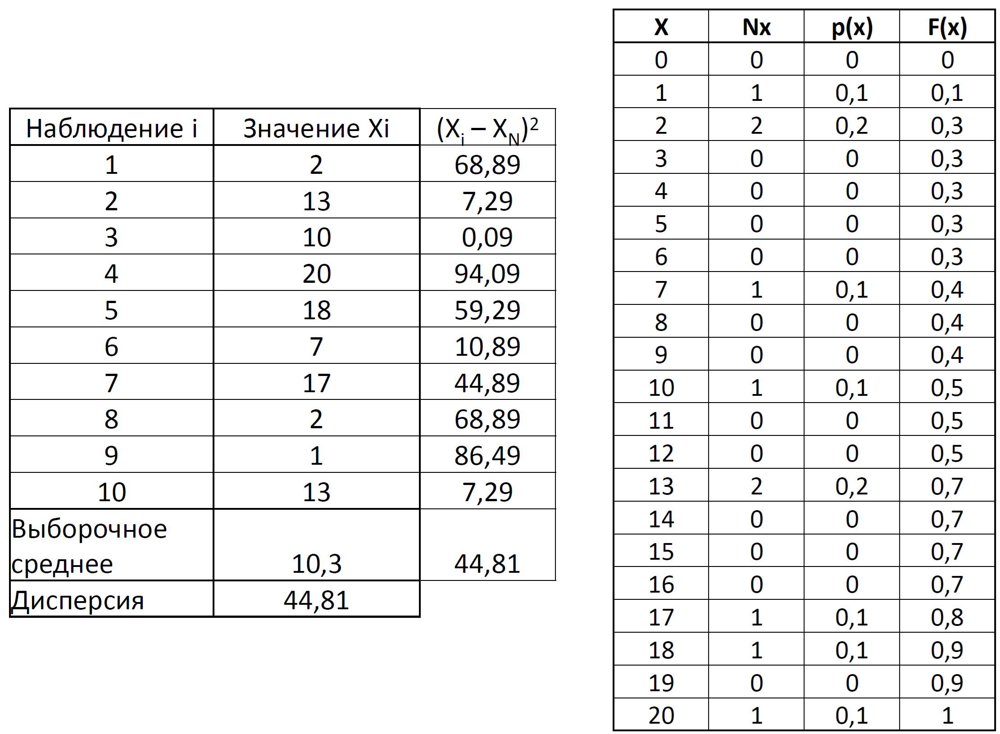 Наблюдение i Значение Xi (Xi – XN)2
1 2 68,89
2 13 7,29
3 10 0,09
4 20 94,09
5 18 59,29
6 7 10,89
7 17 44,89
8 2 68,89
9 1 86,49
10 13 7,29
Выборочное
среднее 10,3 44,81
Дисперсия 44,81
X Nx p(x) F(x)
0 0 0 0
1 1 0,1 0,1
2 2 0,2 0,3
3 0 0 0,3
4 0 0 0,3
5 0 0 0,3
6 0 0 0,3
7 1 0,1 0,4
8 0 0 0,4
9 0 0 0,4
10 1 0,1 0,5
11 0 0 0,5
12 0 0 0,5
13 2 0,2 0,7
14 0 0 0,7
15 0 0 0,7
16 0 0 0,7
17 1 0,1 0,8
18 1 0,1 0,9
19 0 0 0,9
20 1 0,1 1